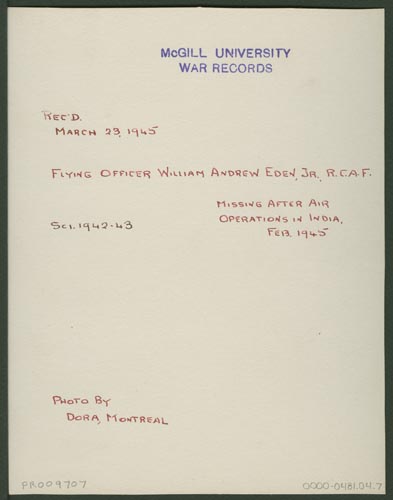 McGILL UNIVERSITY
WAR RECORDS
REC'D.
MARCH 23, 1945
FLYING OFFICER WILLIAM ANDREW EDEN, JR., R.C.A.F.
MISSING AFTER AIR
OPERATIONS IN INDIA,
FEB. 1945
SCI. 1942-43
PHOTO BY
DORA, MONTREAL
PR009707
0000-0481.04.7